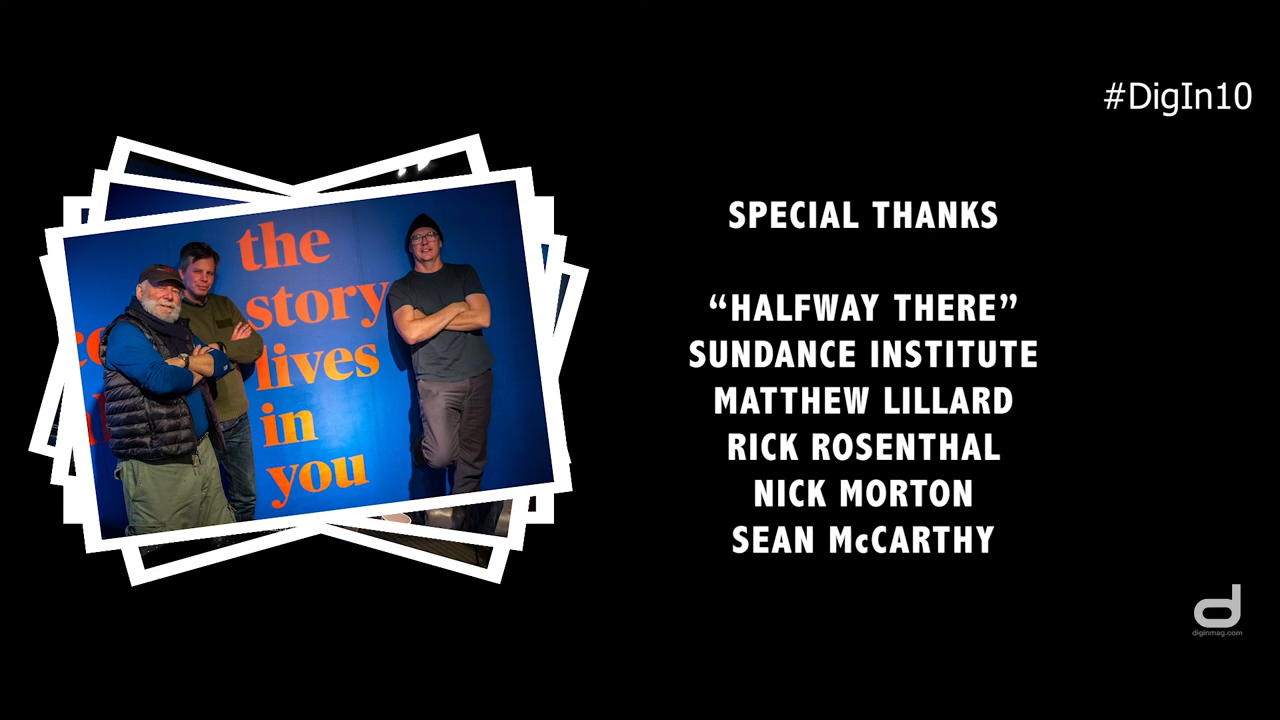 #DigIn10
the
story
lives
in
you
SPECIAL THANKS
“HALFWAY THERE”
SUNDANCE INSTITUTE
MATTHEW LILLARD
RICK ROSENTHAL
NICK MORTON
SEAN McCARTHY
d
diginmag.com